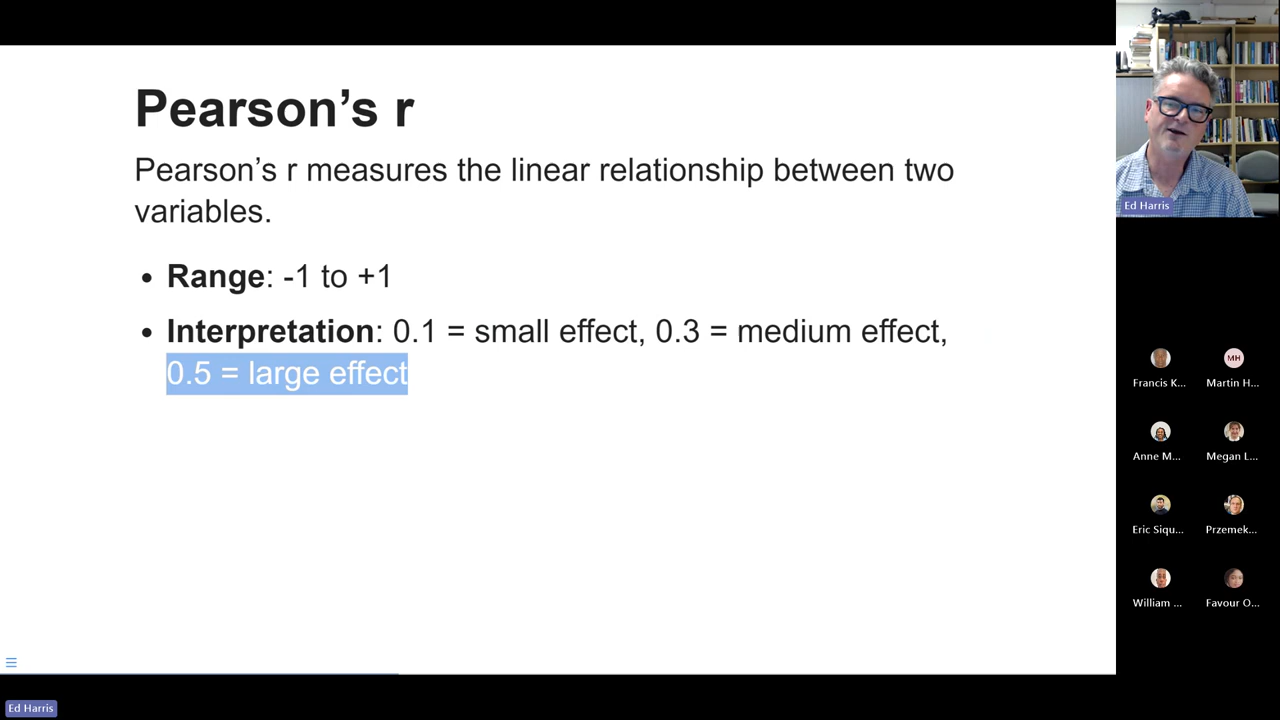 Pearson’s r
Pearson’s r measures the linear relationship between two
variables.
• Range: -1 to +1
• Interpretation: 0.1 = small effect, 0.3 = medium effect,
0.5 = large effect
Ed Harris
Francis K...
MH
Martin H...
Anne M...
Megan L...
Eric Siqu...
Przemek...
William ...
Favour O...
Ed Harris